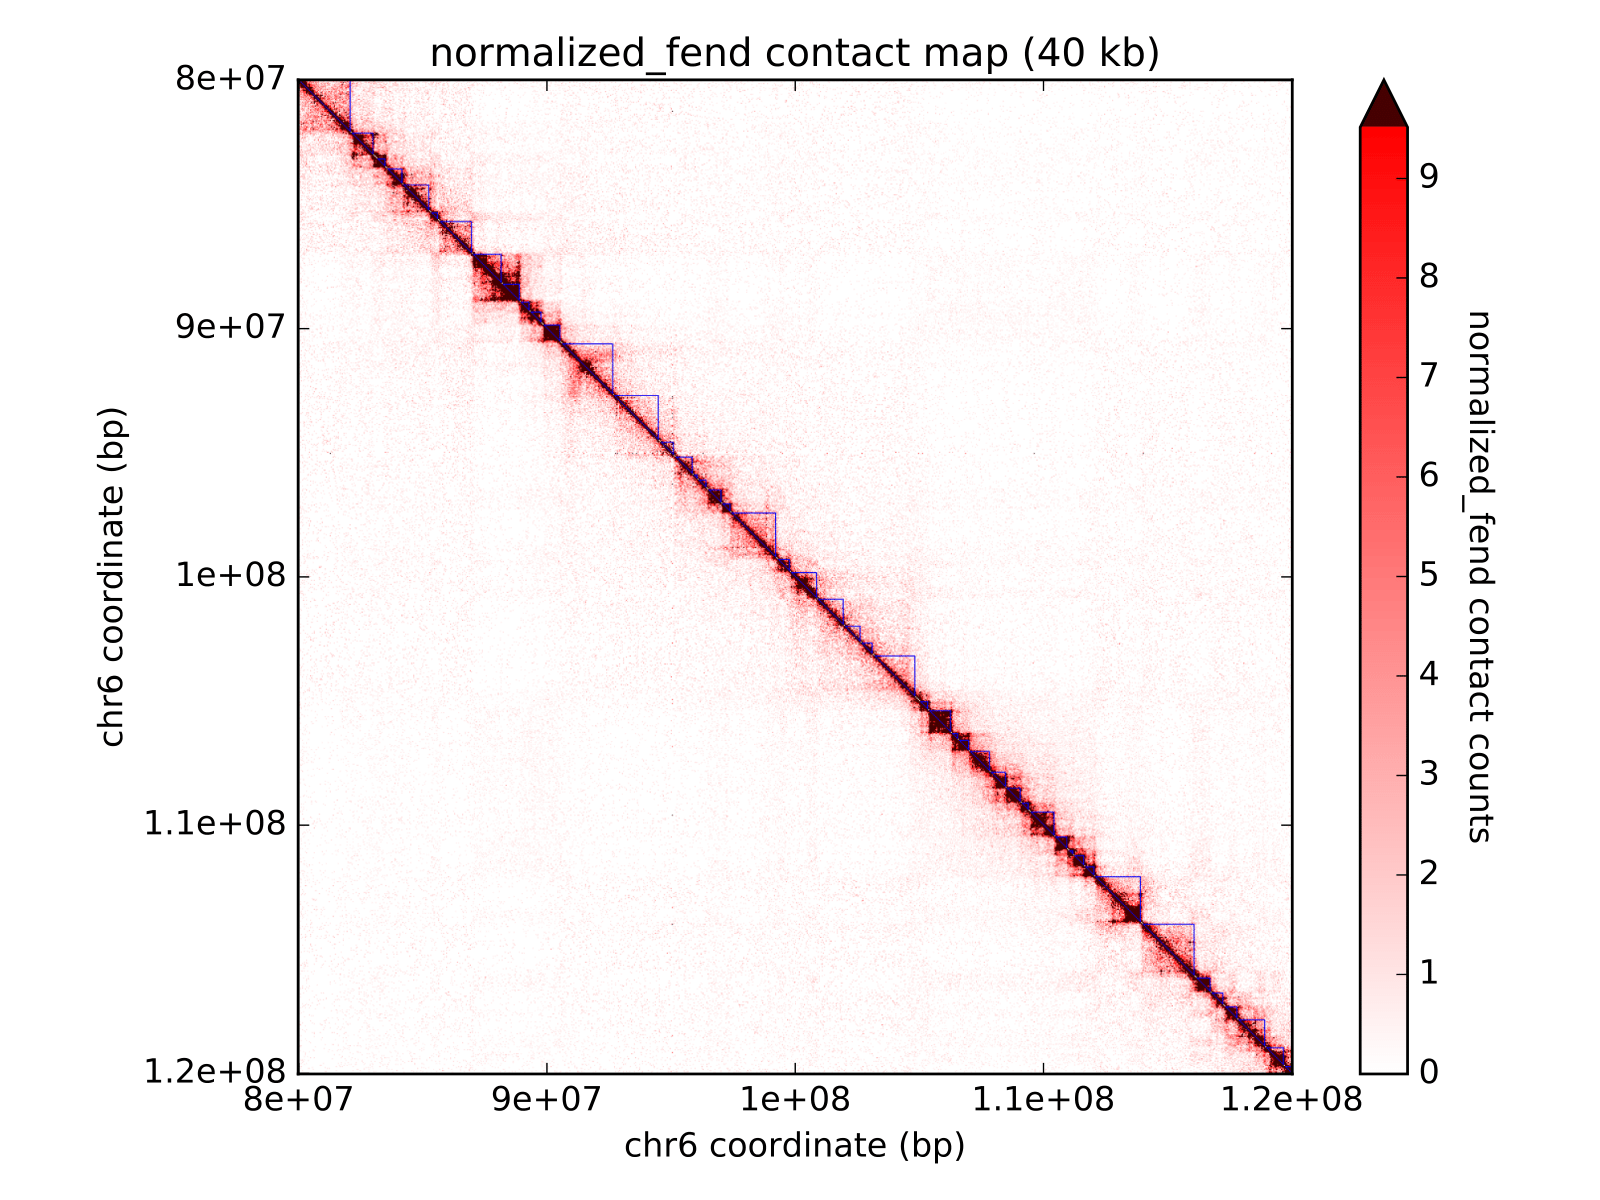 normalized_fend contact map (40 kb)
8e+07
9e+07
1e+08
1.1e+08
1.2e+08
chr6 coordinate (bp)
8e+07
9e+07
1e+08
1.1e+08
1.2e+08
chr6 coordinate (bp)
9
8
7
6
5
4
3
2
1
0
normalized_fend contact counts